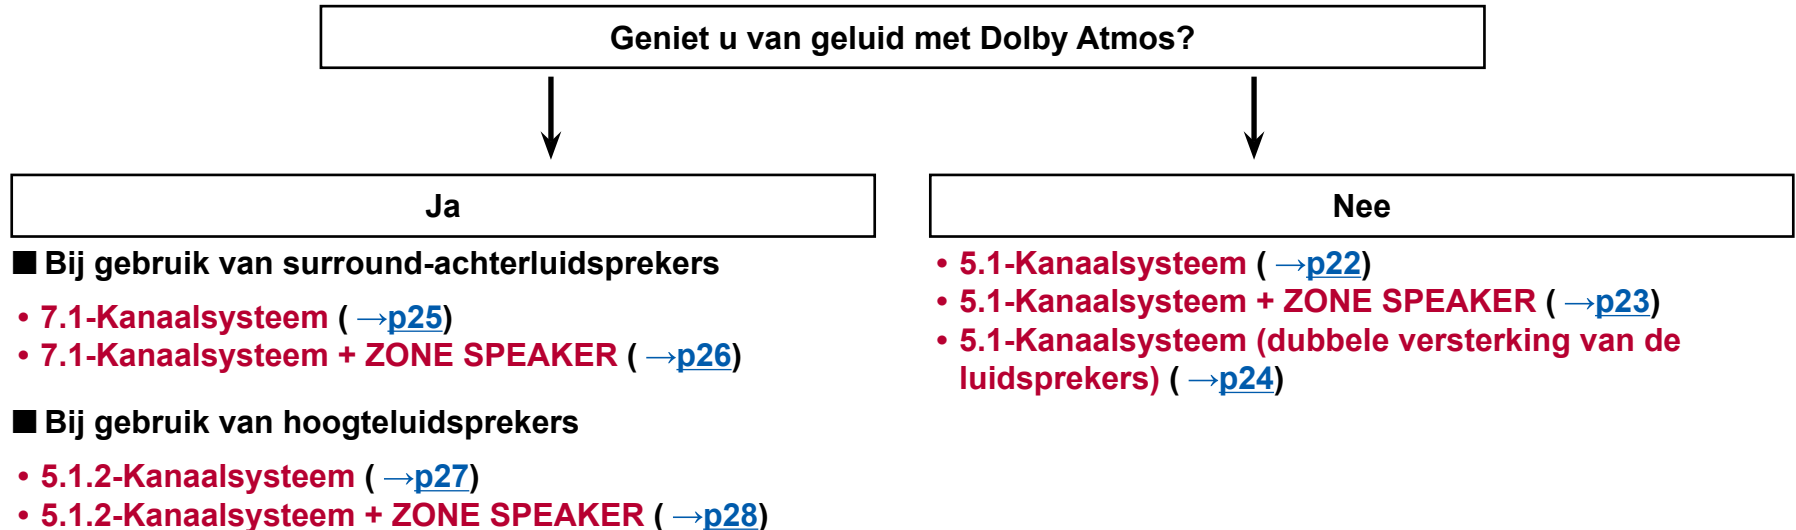 Geniet u van geluid met Dolby Atmos?
Ja
■ Bij gebruik van surround-achterluidsprekers
• 7.1-Kanaalsysteem ( →p25)
• 7.1-Kanaalsysteem + ZONE SPEAKER ( →p26)
■ Bij gebruik van hoogteluidsprekers
• 5.1.2-Kanaalsysteem ( →p27)
• 5.1.2-Kanaalsysteem + ZONE SPEAKER ( →p28)
Nee
• 5.1-Kanaalsysteem ( →p22)
• 5.1-Kanaalsysteem + ZONE SPEAKER ( →p23)
• 5.1-Kanaalsysteem (dubbele versterking van de
luidsprekers) ( →p24)